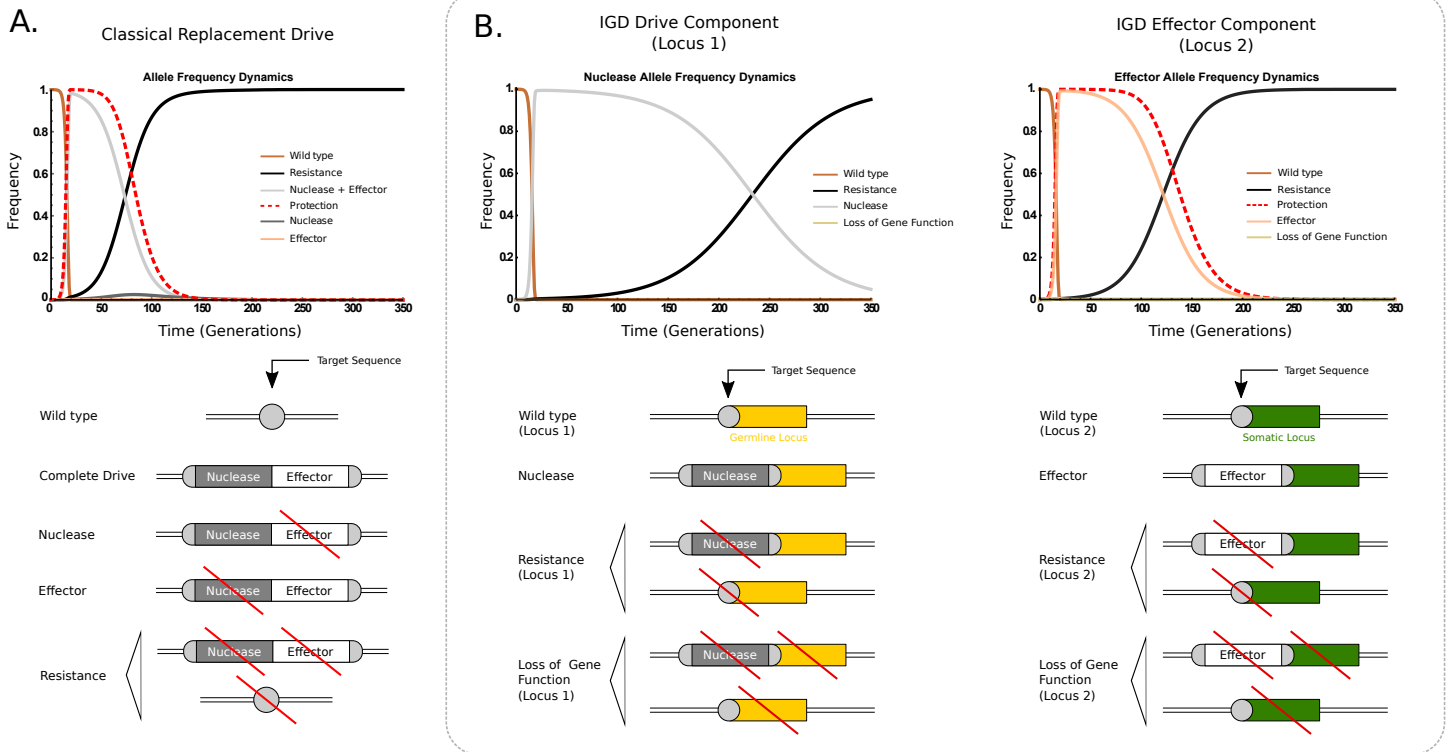 A.
Classical Replacement Drive
Allele Frequency Dynamics
Frequency
1.
0.8
0.6
0.4
0.2
0
0 50 100 150 200 250 300 350
Time (Generations)
Wild type
Resistance
Nuclease + Effector
Protection
Nuclease
Effector
Target Sequence
Wild type
Complete Drive
Nuclease Effector
Nuclease
Nuclease Effector
Effector
Nuclease Effector
Resistance
Nuclease Effector
B.
IGD Drive Component
(Locus 1)
Nuclease Allele Frequency Dynamics
Frequency
1.
0.8
0.6
0.4
0.2
0
0 50 100 150 200 250 300 350
Time (Generations)
Wild type
Resistance
Nuclease
Loss of Gene Function
Target Sequence
Wild type
(Locus 1)
Germline Locus
Nuclease
Nuclease
Resistance
(Locus 1)
Nuclease
Loss of Gene
Function
(Locus 1)
Nuclease
IGD Effector Component
(Locus 2)
Effector Allele Frequency Dynamics
Frequency
1.
0.8
0.6
0.4
0.2
0
0 50 100 150 200 250 300 350
Time (Generations)
Wild type
Resistance
Protection
Effector
Loss of Gene Function
Target Sequence
Wild type
(Locus 2)
Somatic Locus
Effector
Effector
Resistance
(Locus 2)
Effector
Loss of Gene
Function
(Locus 2)
Effector